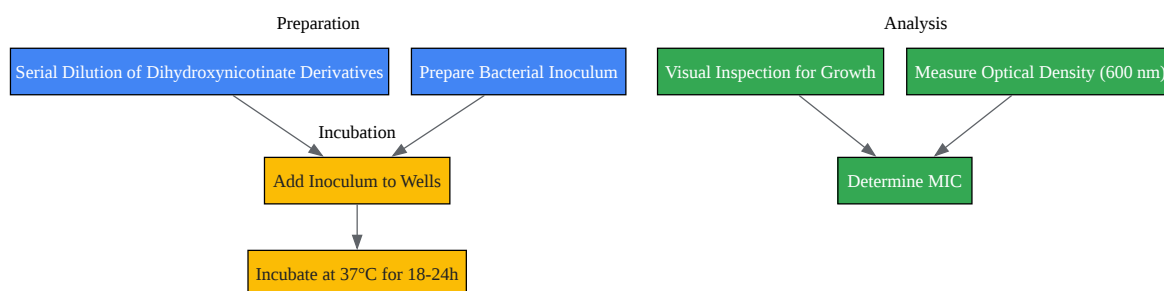 Preparation
Analysis
Serial Dilution of Dihydroxynicotinate Derivatives
Prepare Bacterial Inoculum
Visual Inspection for Growth
Measure Optical Density (600 nm)
Incubation
Add Inoculum to Wells
Determine MIC
Incubate at 37°C for 18-24h